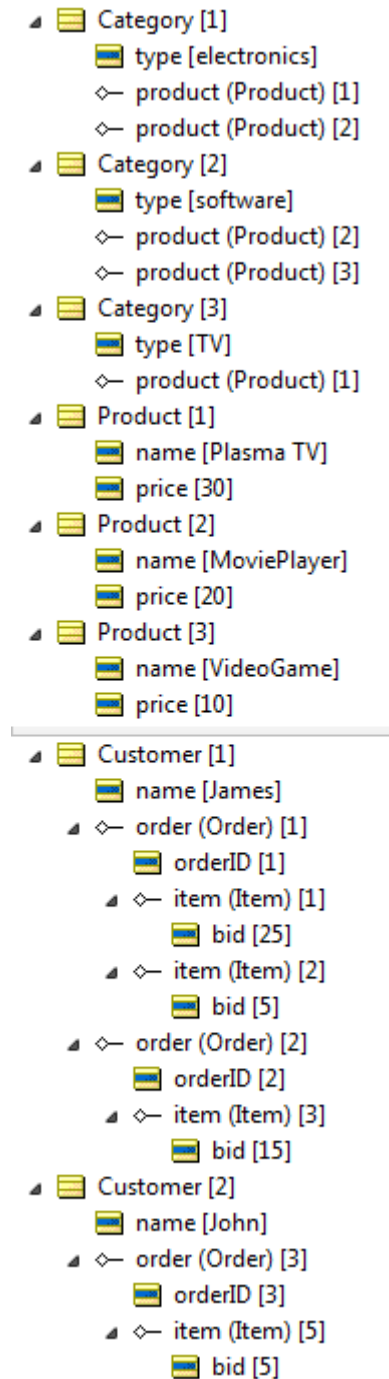 Category [1]
type [electronics]
product (Product) [1]
product (Product) [2]
Category [2]
type [software]
product (Product) [2]
product (Product) [3]
Category [3]
type [TV]
product (Product) [1]
Product [1]
name [Plasma TV]
price [30]
Product [2]
name [MoviePlayer]
price [20]
Product [3]
name [VideoGame]
price [10]
Customer [1]
name [James]
order (Order) [1]
orderID [1]
item (Item) [1]
bid [25]
item (Item) [2]
bid [5]
order (Order) [2]
orderID [2]
item (Item) [3]
bid [15]
Customer [2]
name [John]
order (Order) [3]
orderID [3]
item (Item) [5]
bid [5]